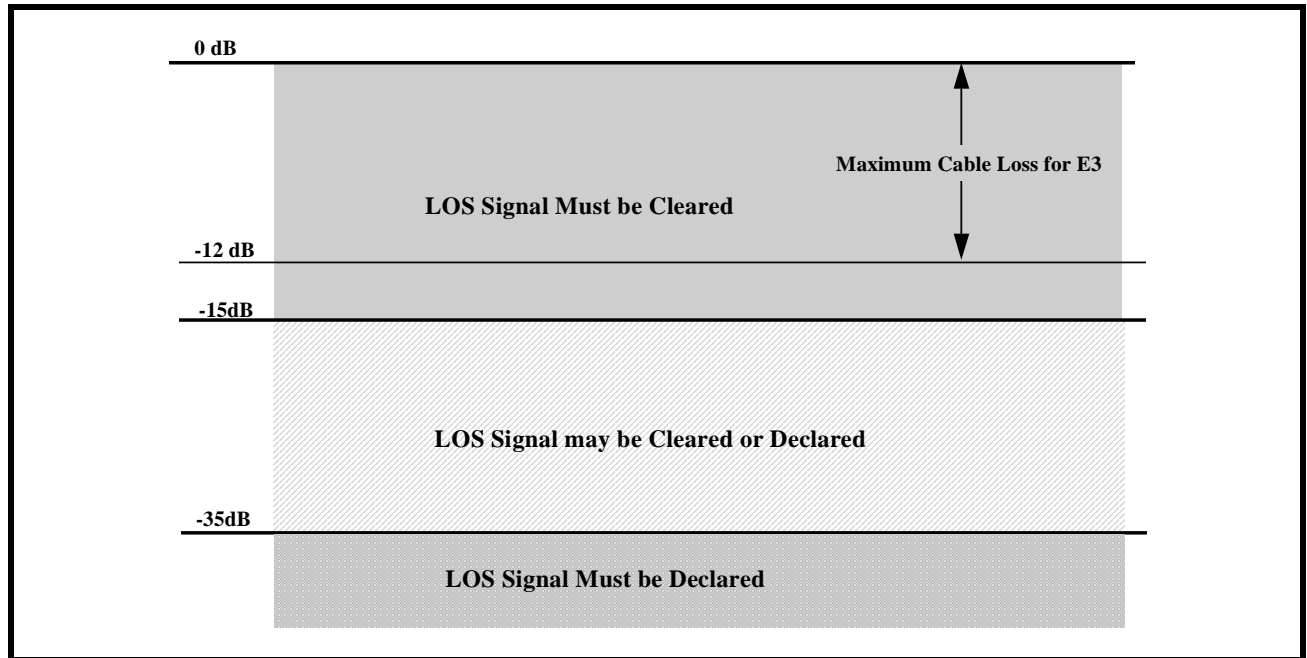 0 dB
Maximum Cable Loss for E3
LOS Signal Must be Cleared
-12 dB
-15dB
LOS Signal may be Cleared or Declared
-35dB
LOS Signal Must be Declared